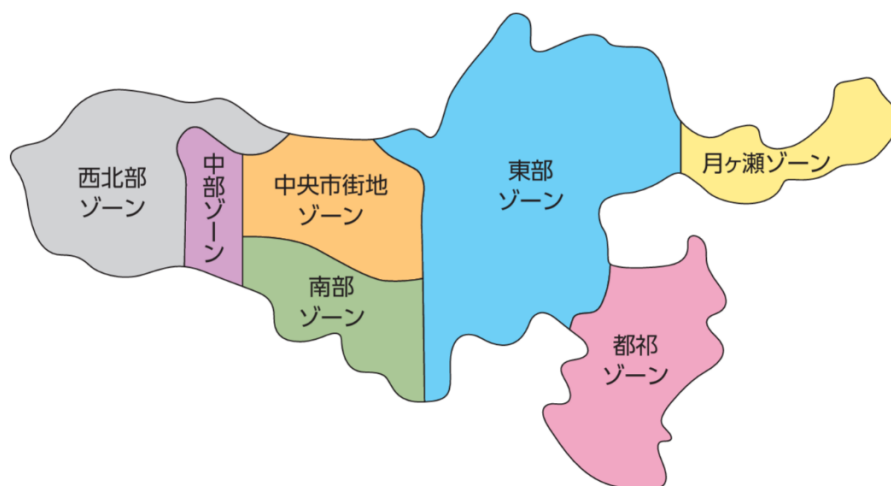 西北部
ゾーン
中部ゾーン
中央市街地
ゾーン
南部
ゾーン
東部
ゾーン
月ヶ瀬ゾーン
都祁
ゾーン